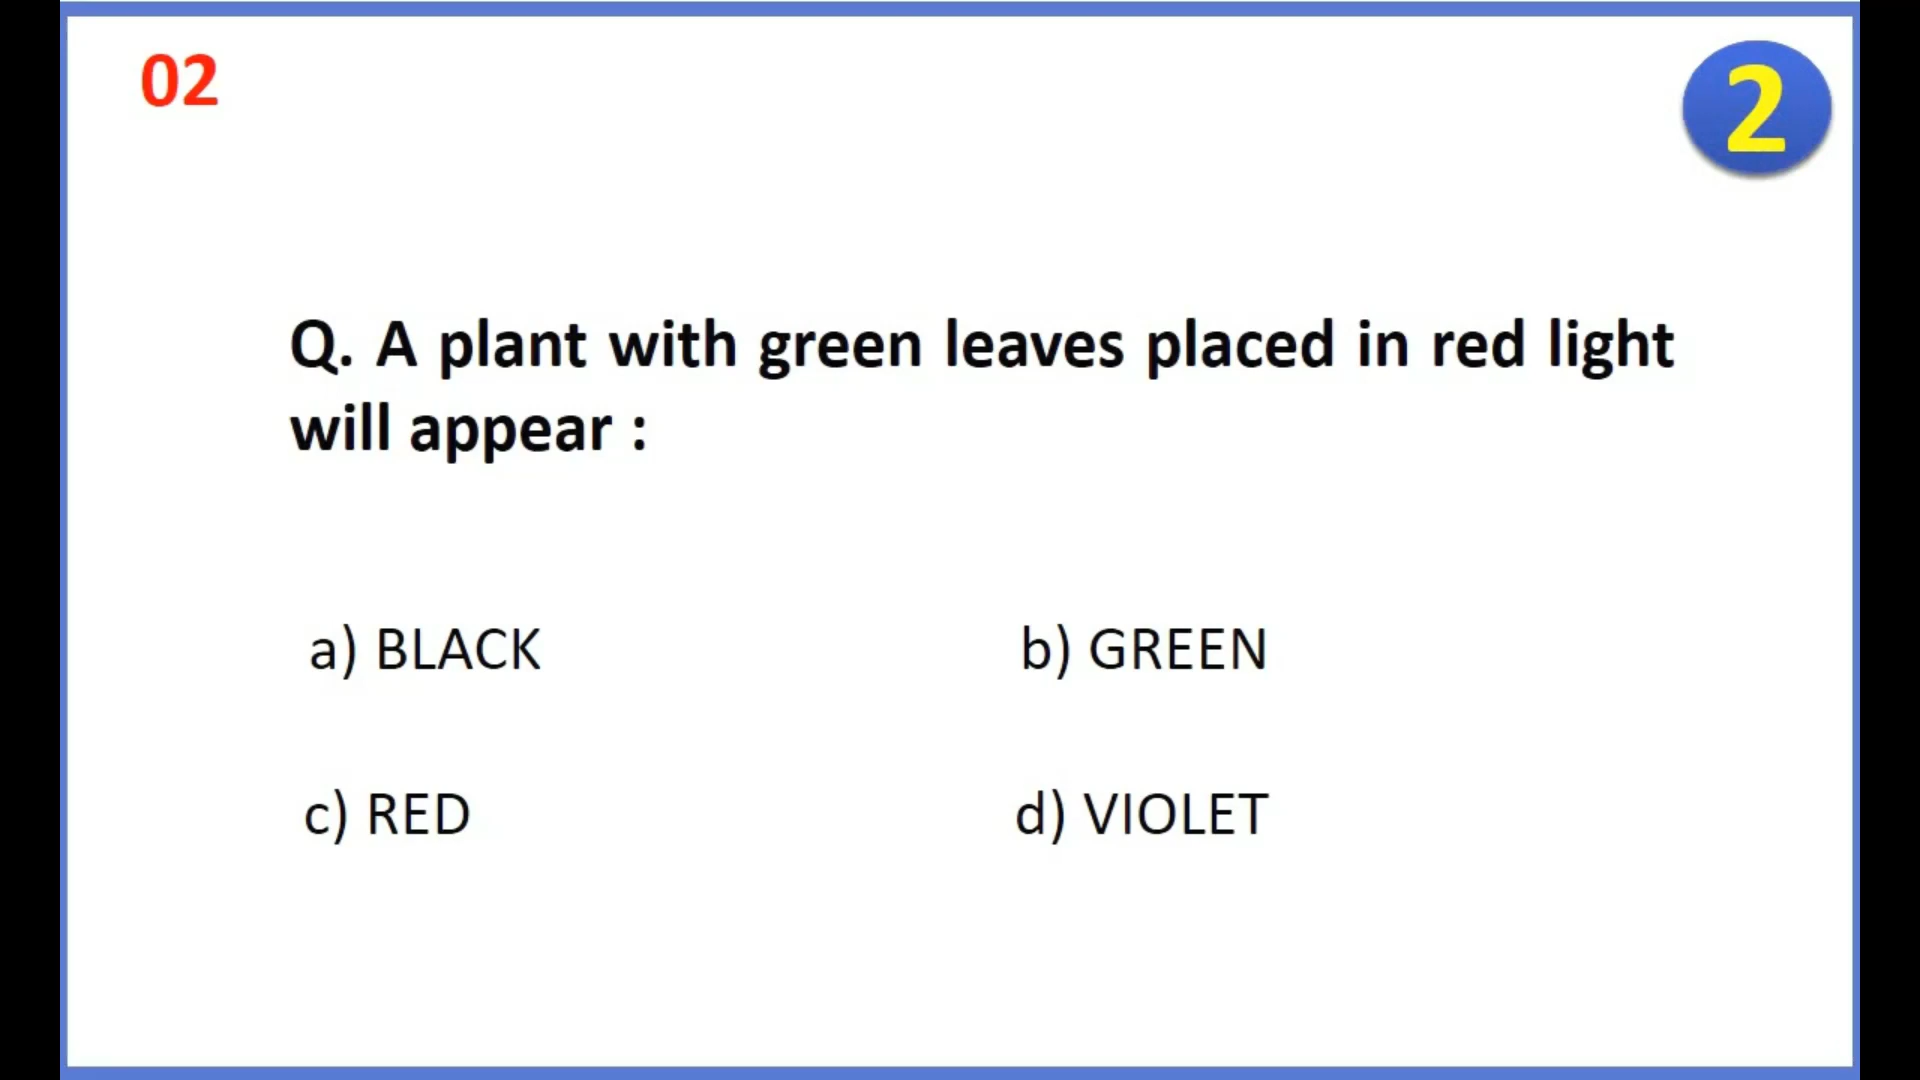 02
2
Q. A plant with green leaves placed in red light
will appear :
a) BLACK
b) GREEN
c) RED
d) VIOLET